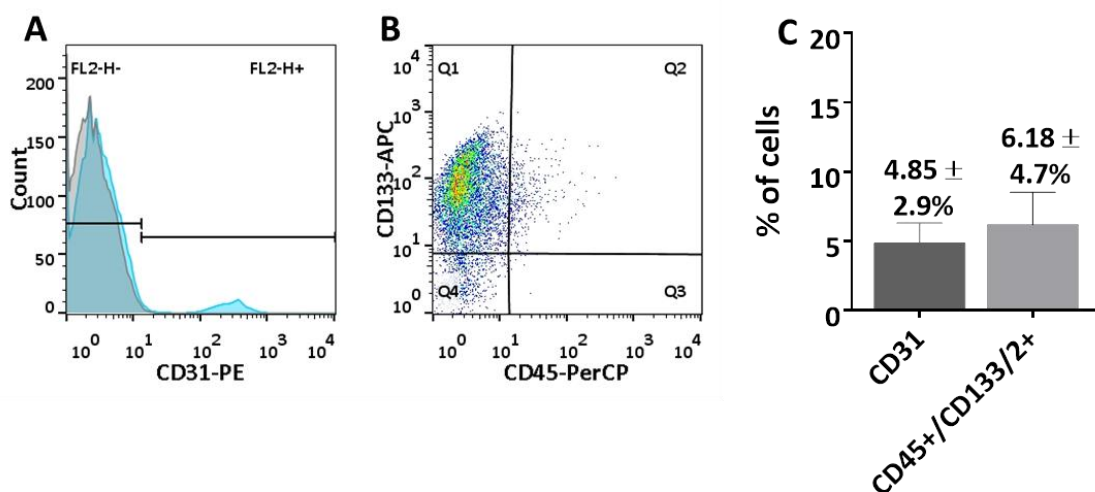 A
FL2-H-
FL2-H+
200
150
100
50
0
Count
10^0
10^1
10^2
10^3
10^4
CD31-PE
B
Q1
Q2
Q4
Q3
10^4
10^3
10^2
10^1
10^0
CD133-APC
10^0
10^1
10^2
10^3
10^4
CD45-PerCP
C
20
15
10
5
0
% of cells
4.85 ±
2.9%
6.18 ±
4.7%
CD31
CD45+/CD133/2+